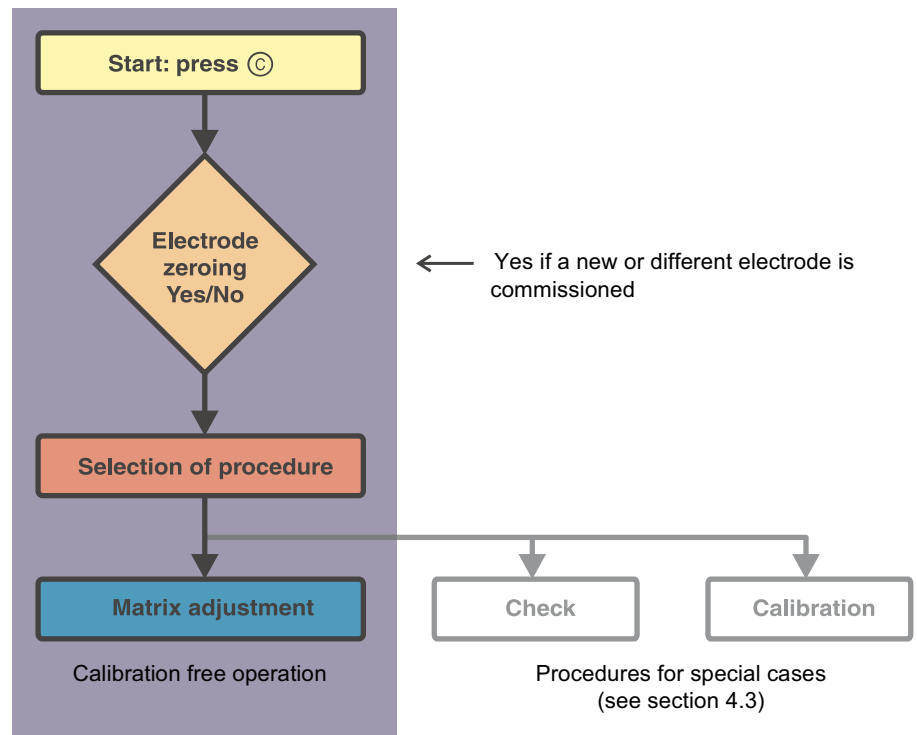 Start: press Ⓒ
Electrode
zeroing
Yes/No
Yes if a new or different electrode is
commissioned
Selection of procedure
Matrix adjustment
Check
Calibration
Calibration free operation
Procedures for special cases
(see section 4.3)